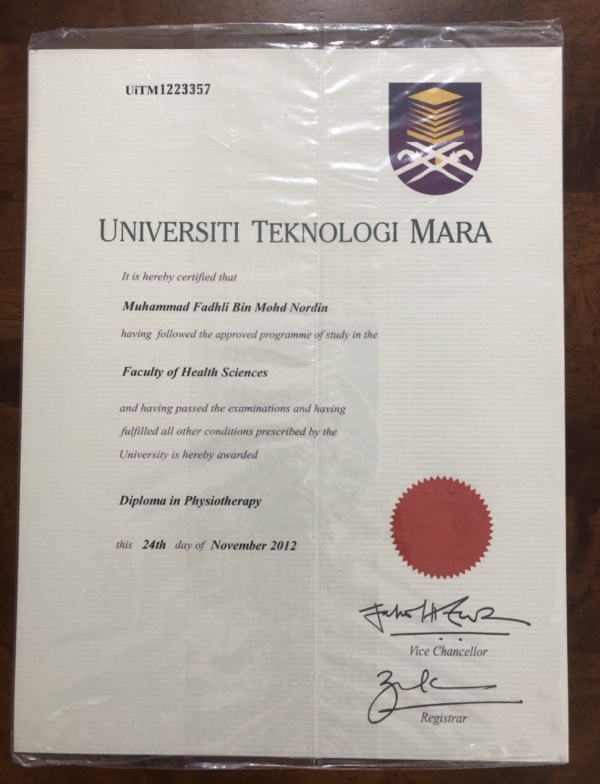 UiTM1223357
UNIVERSITI TEKNOLOGI MARA
It is hereby certified that
Muhammad Fadhli Bin Mohd Nordin
having followed the approved programme of study in the
Faculty of Health Sciences
and having passed the examinations and having
fulfilled all other conditions prescribed by the
University is hereby awarded
Diploma in Physiotherapy
this 24th day of November 2012
Vice Chancellor
Registrar